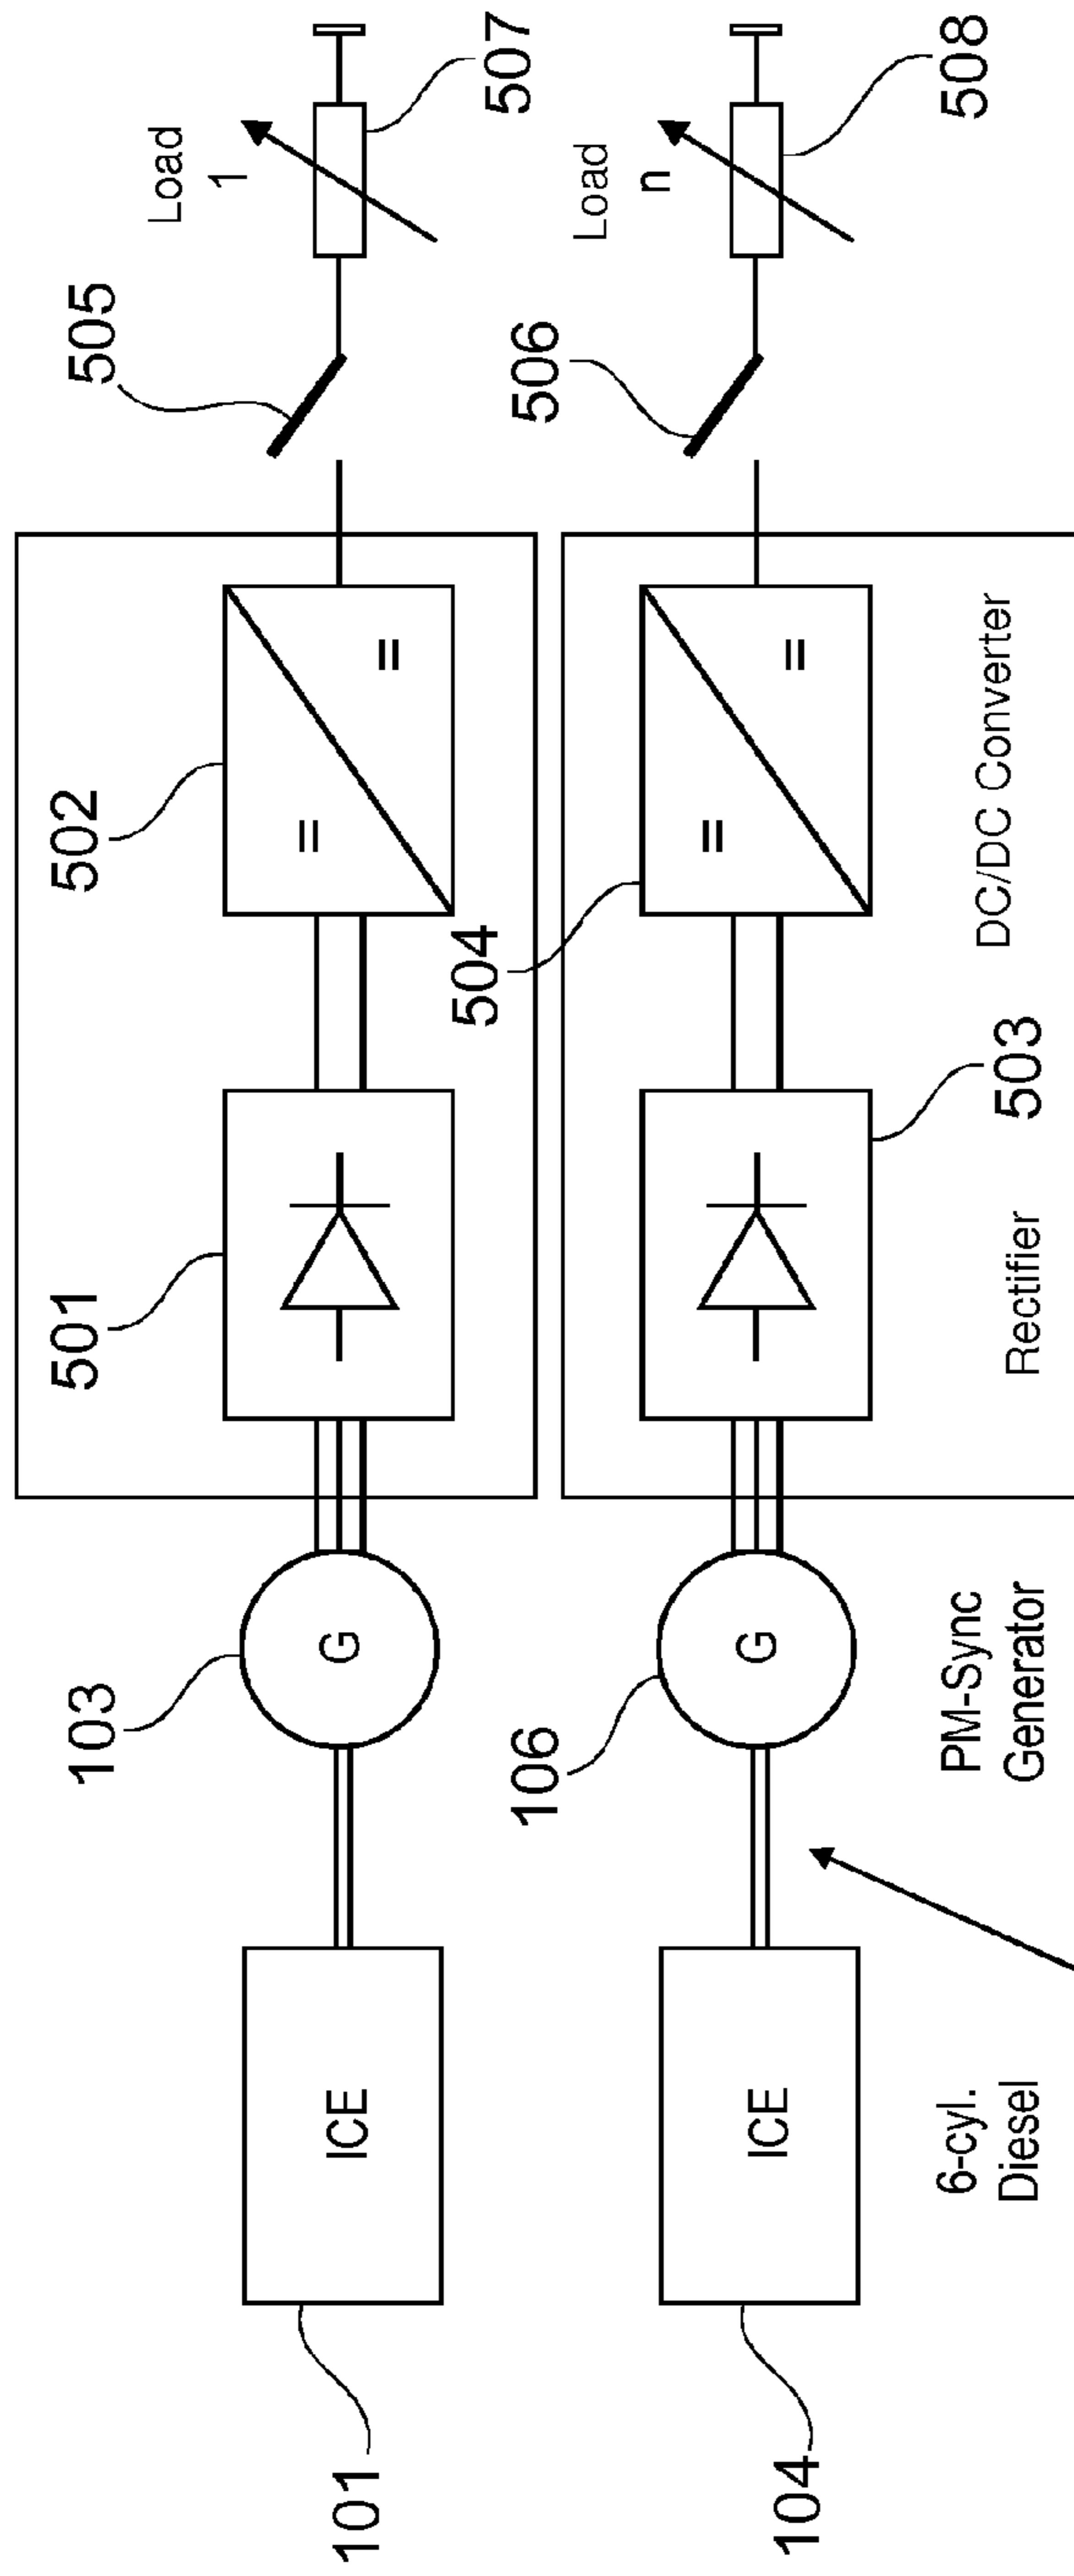 505
Load
1
507
502
501
103
101
ICE
G
=
=
506
Load
n
508
504
106
104
ICE
G
=
=
503
6-cyl.
Diesel
PM-Sync
Generator
Rectifier
DC/DC Converter